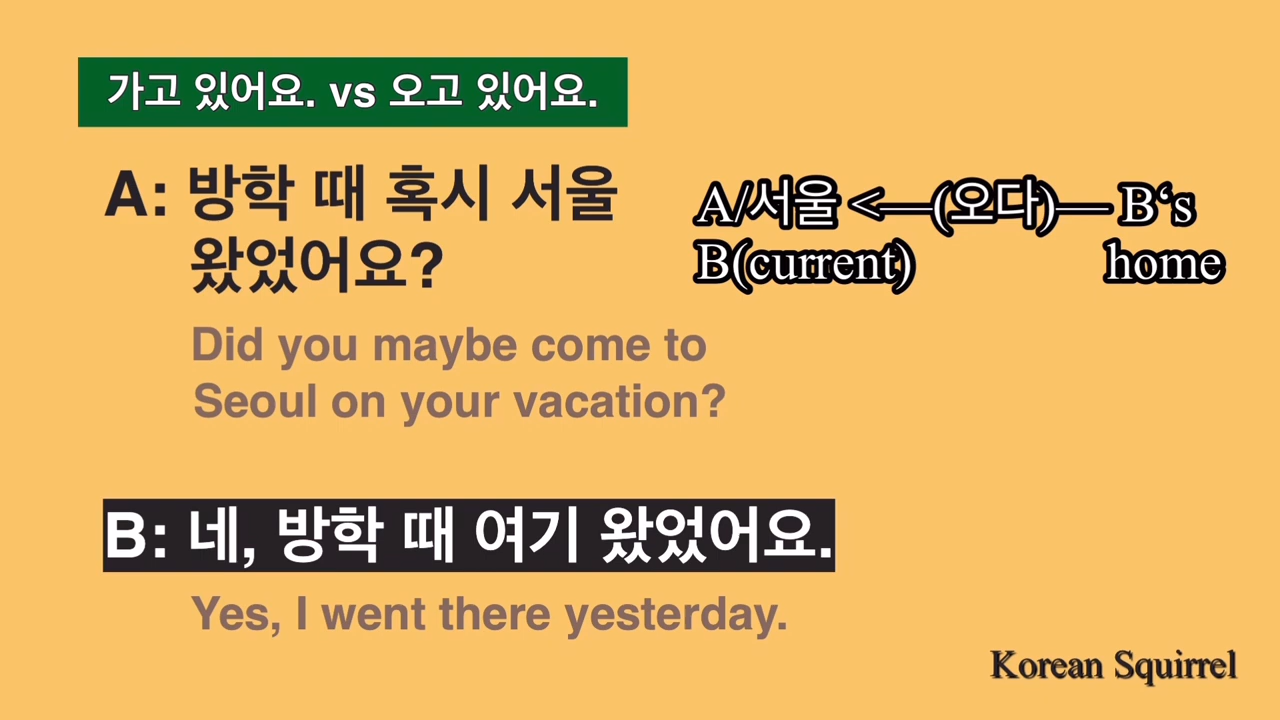 가고 있어요. vs 오고 있어요.
A: 방학 때 혹시 서울
왔었어요?
Did you maybe come to
Seoul on your vacation?
A/서울 <—(오다)— B‘s
B(current) home
B: 네, 방학 때 여기 왔었어요.
Yes, I went there yesterday.
Korean Squirrel